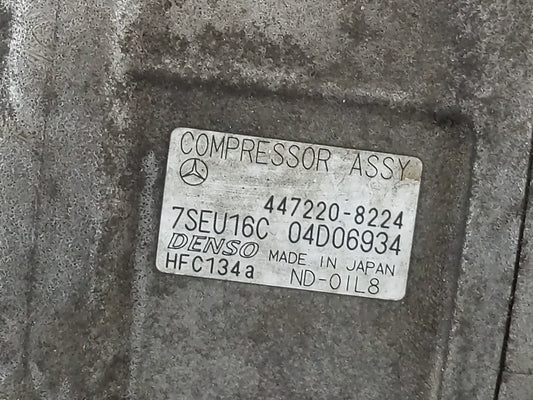 COMPRESSOR ASSY
447220-8224
7SEU16C 04D06934
DENSO MADE IN JAPAN
HFC134a ND-OIL8